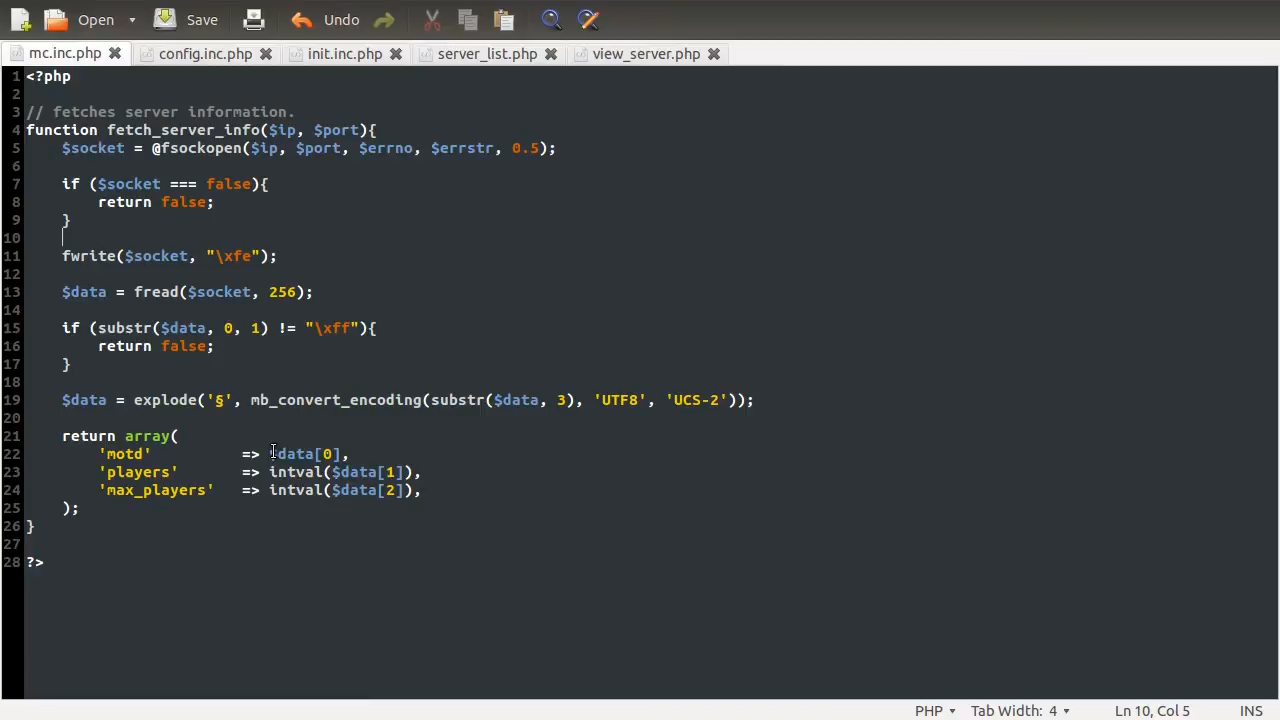 Open Save Undo
mc.inc.php config.inc.php init.inc.php server_list.php view_server.php
1 <?php
2
3 // fetches server information.
4 function fetch_server_info($ip, $port){
5     $socket = @fsockopen($ip, $port, $errno, $errstr, 0.5);
6
7     if ($socket === false){
8         return false;
9     }
10
11     fwrite($socket, "\xfe");
12
13     $data = fread($socket, 256);
14
15     if (substr($data, 0, 1) != "\xff"){
16         return false;
17     }
18
19     $data = explode('§', mb_convert_encoding(substr($data, 3), 'UTF8', 'UCS-2'));
20
21     return array(
22         'motd'          => $data[0],
23         'players'       => intval($data[1]),
24         'max_players'   => intval($data[2]),
25     );
26 }
27
28 ?>
PHP Tab Width: 4 Ln 10, Col 5 INS